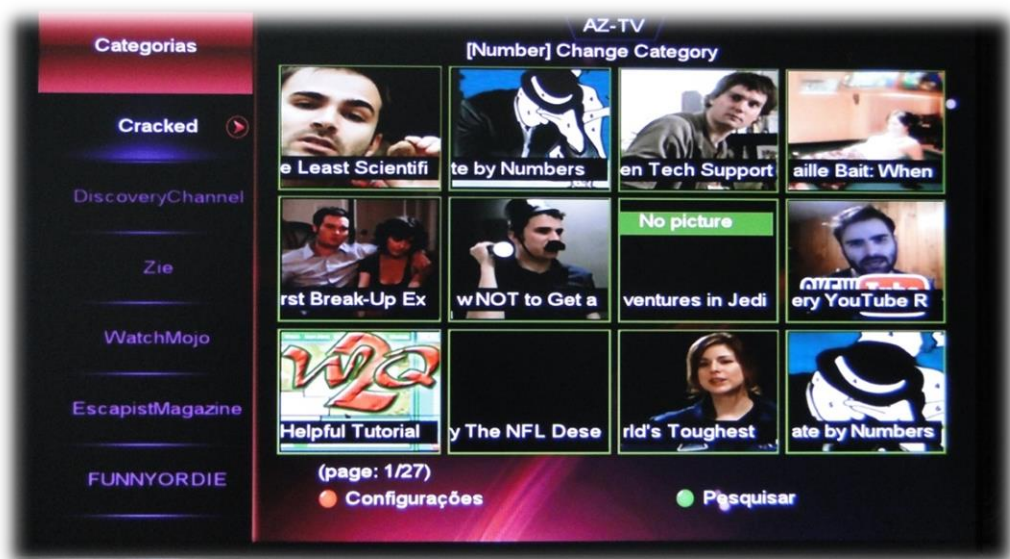 AZ-TV
[Number] Change Category
Categorias
Cracked
DiscoveryChannel
Zie
WatchMojo
EscapistMagazine
FUNNYORDIE
e Least Scientifi
te by Numbers
en Tech Support
aille Bait: When
rst Break-Up Ex
wNOT to Get a
No picture
ventures in Jedi
Tube
ery YouTube R
W2Q
Helpful Tutorial
y The NFL Dese
rld's Toughest
ate by Numbers
(page: 1/27)
Configurações
Pesquisar